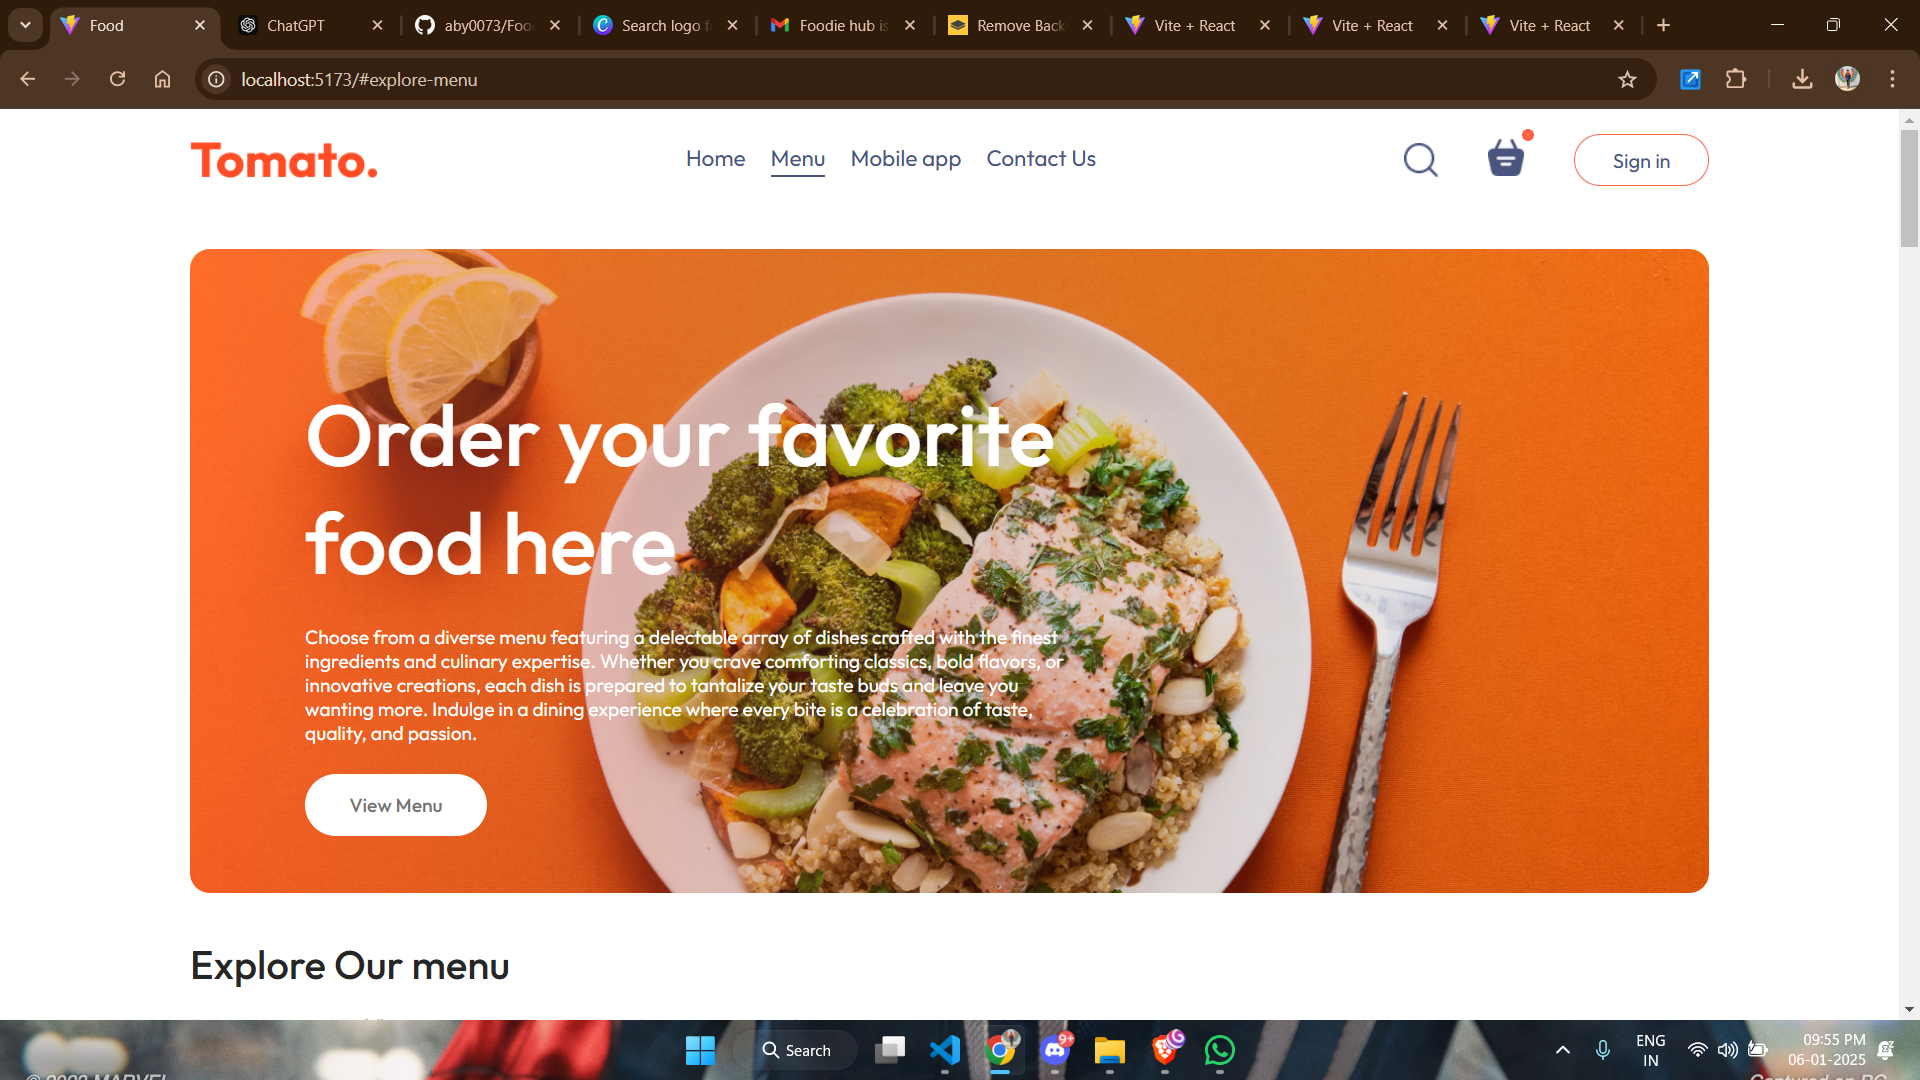 Food
ChatGPT
aby0073/Foo
Search logo f
Foodie hub is
Remove Back
Vite + React
Vite + React
Vite + React
localhost:5173/#explore-menu
Tomato.
Home
Menu
Mobile app
Contact Us
Sign in
Order your favorite
food here
Choose from a diverse menu featuring a delectable array of dishes crafted with the finest
ingredients and culinary expertise. Whether you crave comforting classics, bold flavors, or
innovative creations, each dish is prepared to tantalize your taste buds and leave you
wanting more. Indulge in a dining experience where every bite is a celebration of taste,
quality, and passion.
View Menu
Explore Our menu
Search
9+
ENG
IN
09:55 PM
06-01-2025
MARVEL
Captured on PC